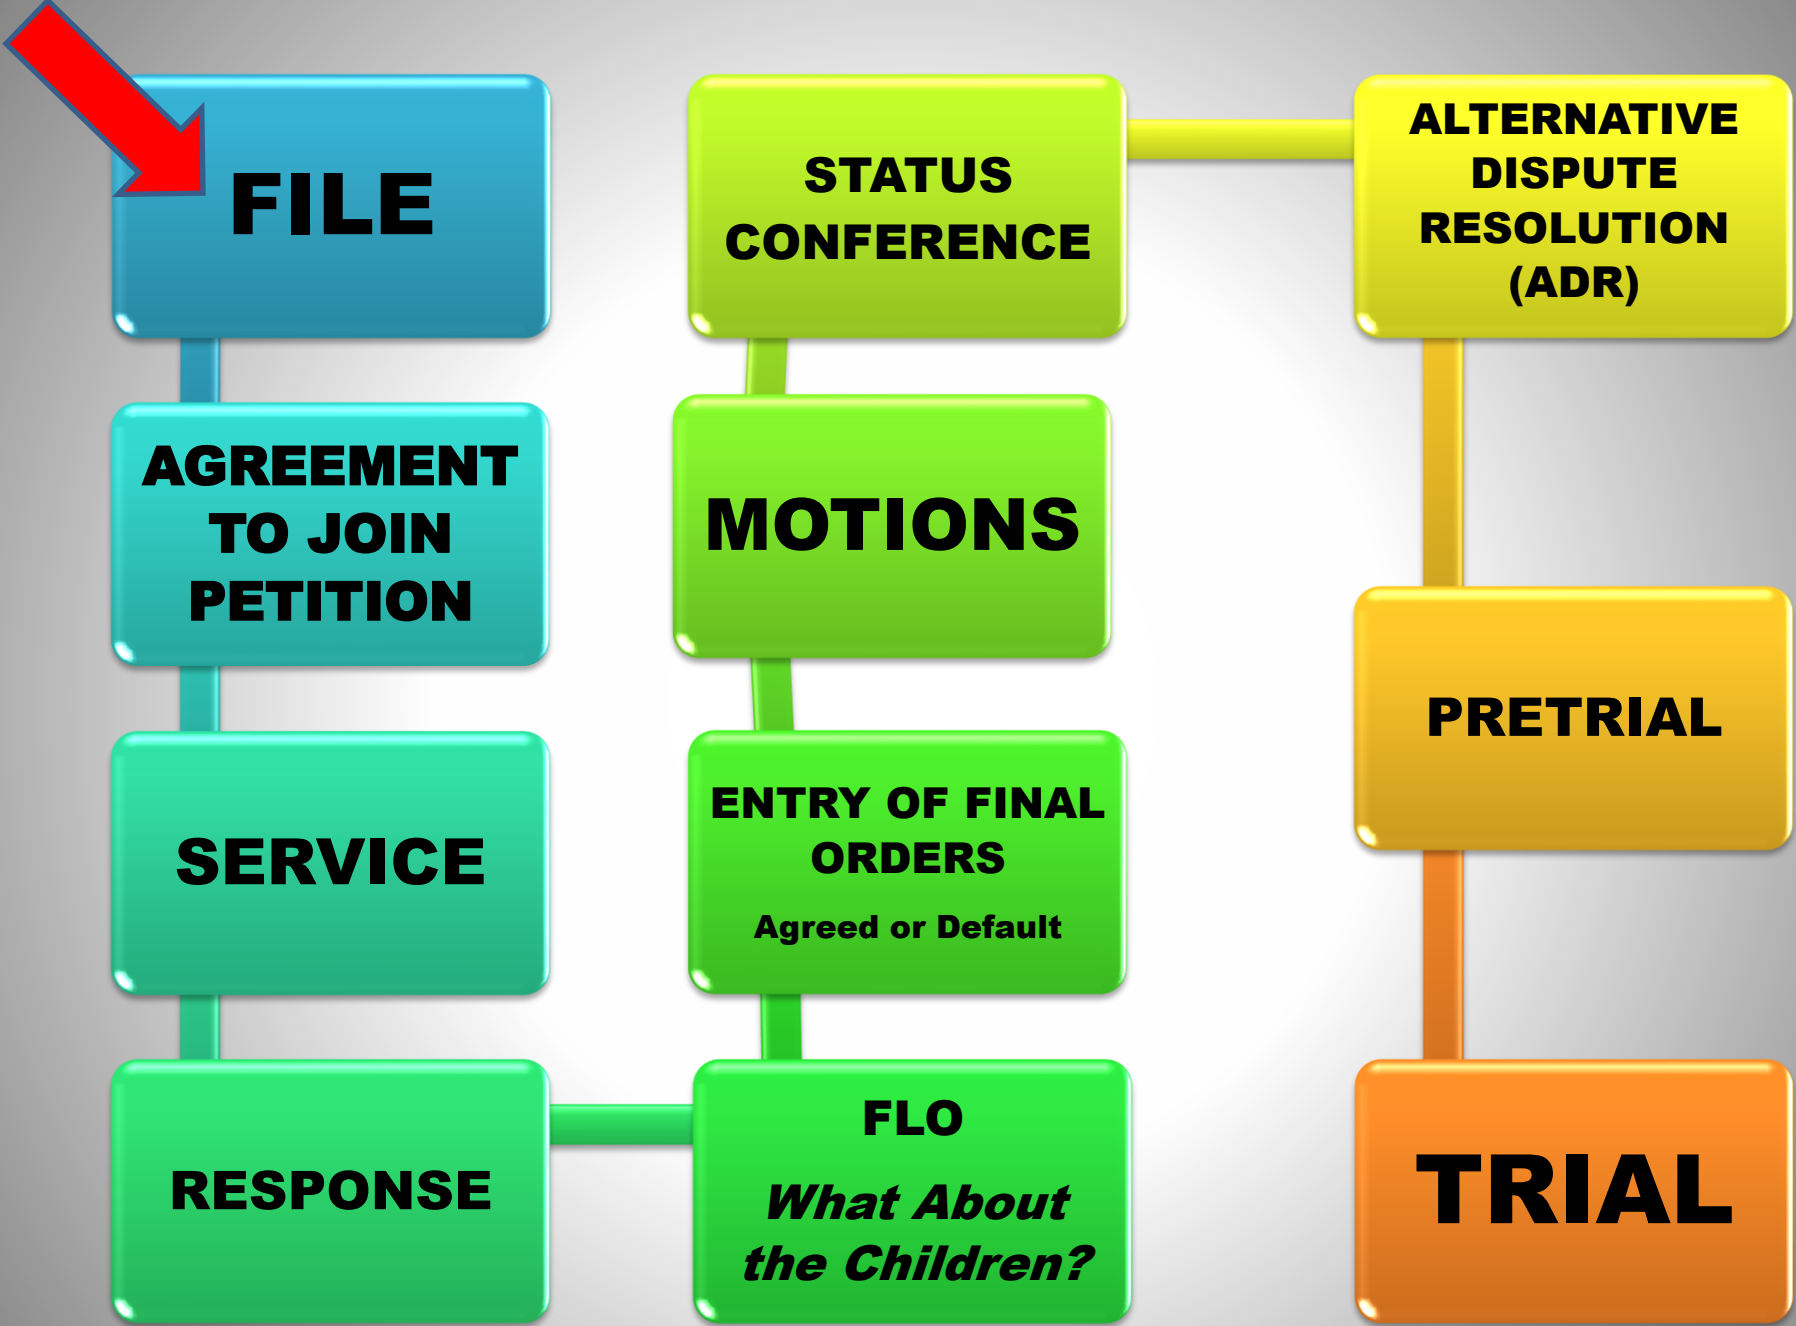 FILE
AGREEMENT
TO JOIN
PETITION
SERVICE
RESPONSE
FLO
What About
the Children?
ENTRY OF FINAL
ORDERS
Agreed or Default
MOTIONS
STATUS
CONFERENCE
ALTERNATIVE
DISPUTE
RESOLUTION
(ADR)
PRETRIAL
TRIAL